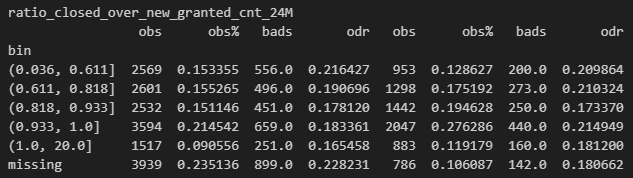 ratio_closed_over_new_granted_cnt_24M
obs obs% bads odr obs obs% bads odr
bin
(0.036, 0.611] 2569 0.153355 556.0 0.216427 953 0.128627 200.0 0.209864
(0.611, 0.818] 2601 0.155265 496.0 0.190696 1298 0.175192 273.0 0.210324
(0.818, 0.933] 2532 0.151146 451.0 0.178120 1442 0.194628 250.0 0.173370
(0.933, 1.0] 3594 0.214542 659.0 0.183361 2047 0.276286 440.0 0.214949
(1.0, 20.0] 1517 0.090556 251.0 0.165458 883 0.119179 160.0 0.181200
missing 3939 0.235136 899.0 0.228231 786 0.106087 142.0 0.180662